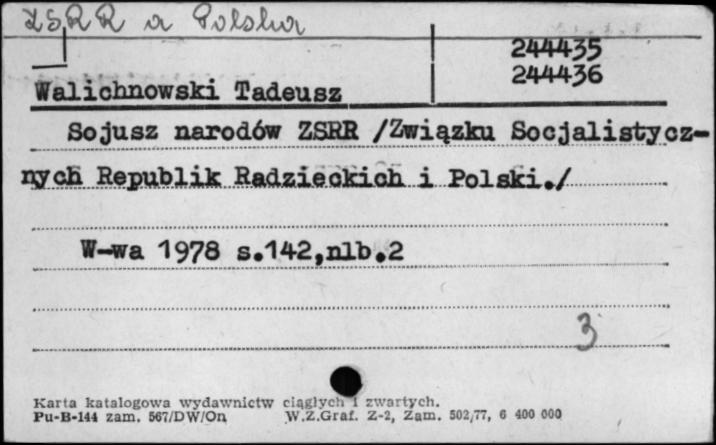 ZSRR a Polska
244435
244436
Walichnowski Tadeusz
Sojusz narodów ZSRR /Związku Socjalistycz-
nych Republik Radzieckich i Polski./
W-wa 1978 s.142,nlb.2
3
Karta katalogowa wydawnictw ciągłych i zwartych.
Pu-B-144 zam. 567/DW/On W.Z.Graf. Z-2, Zam. 502/77, 6 400 000